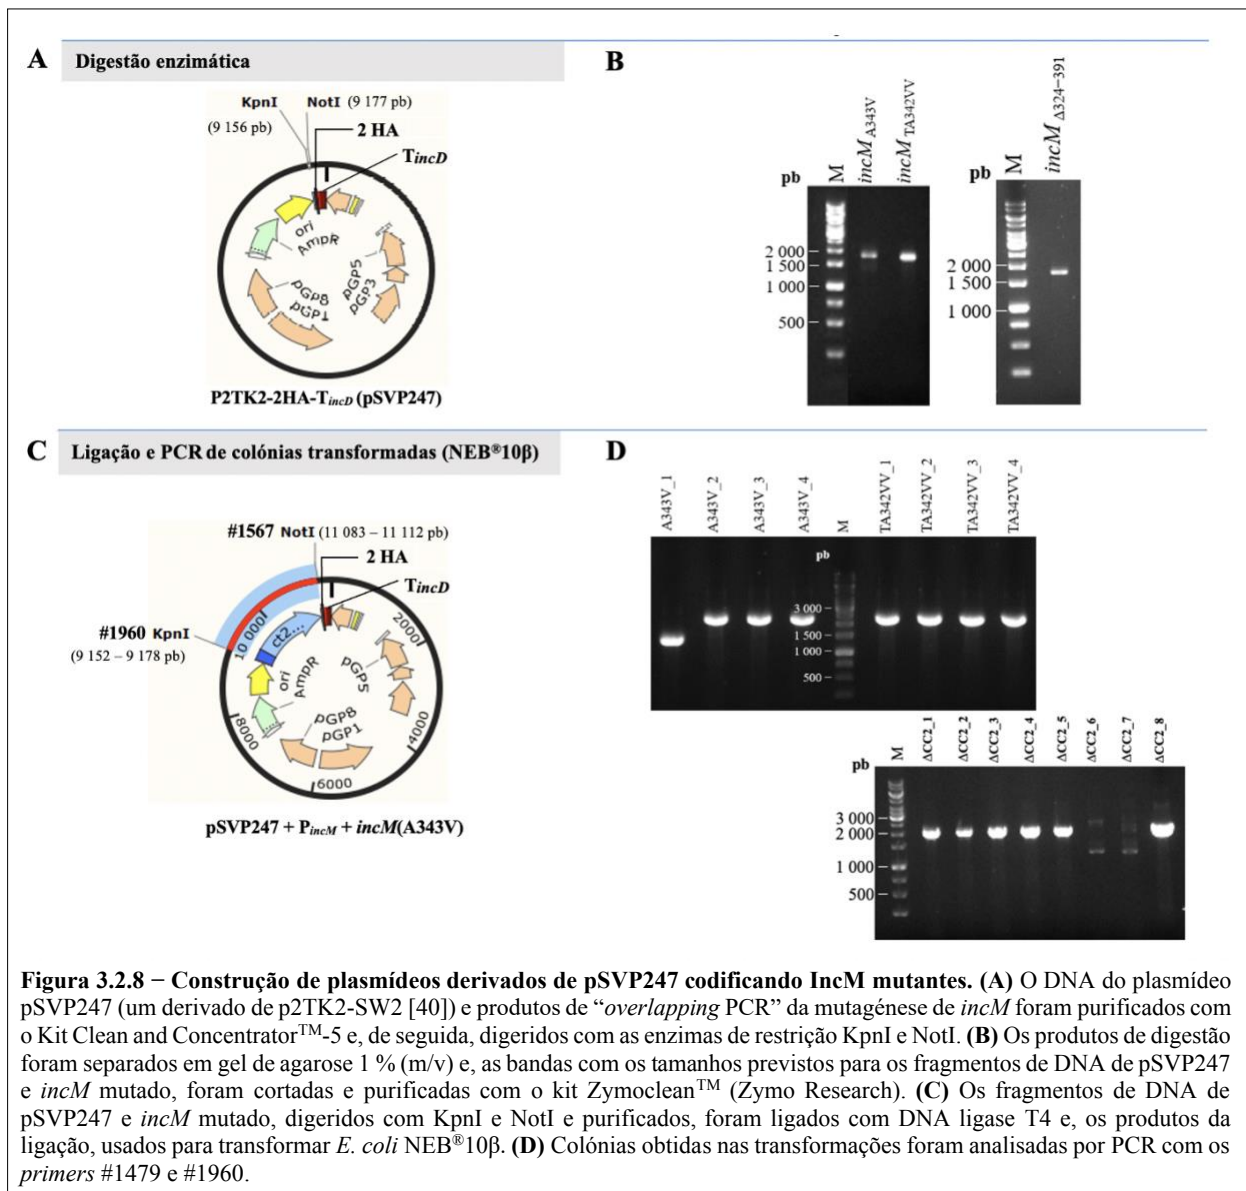 A
Digestão enzimática
KpnI
NotI (9 177 pb)
(9 156 pb)
2 HA
TincD
ori
AmpR
pGP5
pGP3
pGP8
pGP1
P2TK2-2HA-TincD (pSVP247)
B
pb
M
incM A343V
incM TA342VV
2 000
1 500
1 000
500
pb
M
incM Δ324−391
2 000
1 500
1 000
C
Ligação e PCR de colónias transformadas (NEB®10β)
#1567 NotI (11 083 – 11 112 pb)
2 HA
TincD
#1960 KpnI
(9 152 – 9 178 pb)
10 000
ct2...
2000
ori
AmpR
pGP5
pGP8
pGP1
8000
4000
6000
pSVP247 + PincM + incM(A343V)
D
A343V_1
A343V_2
A343V_3
A343V_4
M
TA342VV_1
TA342VV_2
TA342VV_3
TA342VV_4
pb
3 000
1 500
1 000
500
M
ΔCC2_1
ΔCC2_2
ΔCC2_3
ΔCC2_4
ΔCC2_5
ΔCC2_6
ΔCC2_7
ΔCC2_8
pb
3 000
2 000
1 000
500
Figura 3.2.8 − Construção de plasmídeos derivados de pSVP247 codificando IncM mutantes. (A) O DNA do plasmídeo
pSVP247 (um derivado de p2TK2-SW2 [40]) e produtos de “overlapping PCR” da mutagénese de incM foram purificados com
o Kit Clean and Concentrator™-5 e, de seguida, digeridos com as enzimas de restrição KpnI e NotI. (B) Os produtos de digestão
foram separados em gel de agarose 1 % (m/v) e, as bandas com os tamanhos previstos para os fragmentos de DNA de pSVP247
e incM mutado, foram cortadas e purificadas com o kit Zymoclean™ (Zymo Research). (C) Os fragmentos de DNA de
pSVP247 e incM mutado, digeridos com KpnI e NotI e purificados, foram ligados com DNA ligase T4 e, os produtos da
ligação, usados para transformar E. coli NEB®10β. (D) Colónias obtidas nas transformações foram analisadas por PCR com os
primers #1479 e #1960.